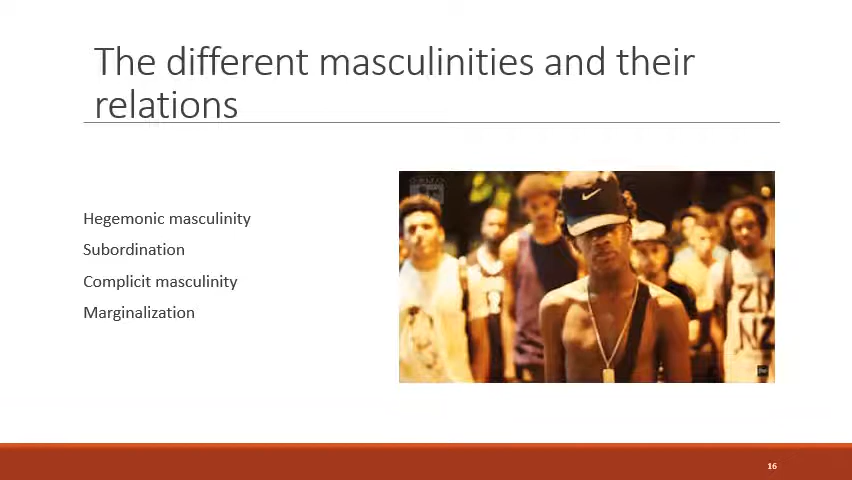 The different masculinities and their
relations
Hegemonic masculinity
Subordination
Complicit masculinity
Marginalization
16